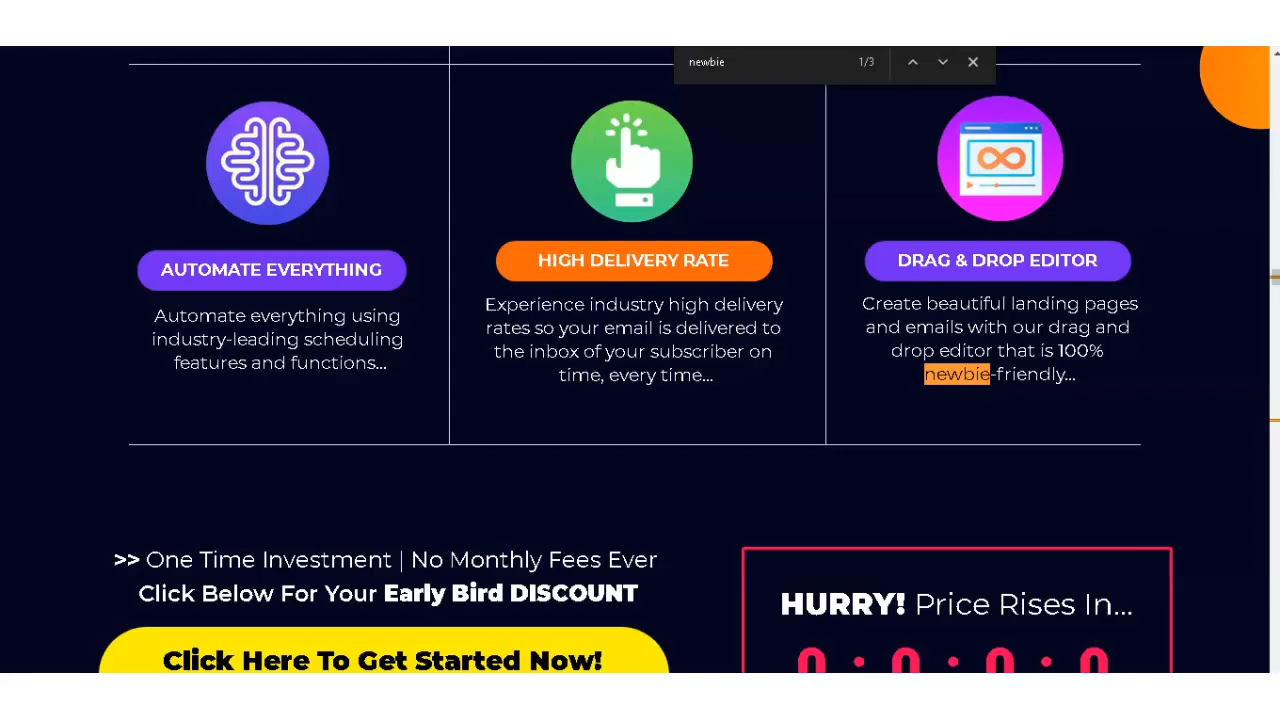 newbie 1/3
AUTOMATE EVERYTHING
Automate everything using
industry-leading scheduling
features and functions...
HIGH DELIVERY RATE
Experience industry high delivery
rates so your email is delivered to
the inbox of your subscriber on
time, every time...
DRAG & DROP EDITOR
Create beautiful landing pages
and emails with our drag and
drop editor that is 100%
newbie-friendly...
>> One Time Investment | No Monthly Fees Ever
Click Below For Your Early Bird DISCOUNT
Click Here To Get Started Now!
HURRY! Price Rises In...
0 : 0 : 0 : 0